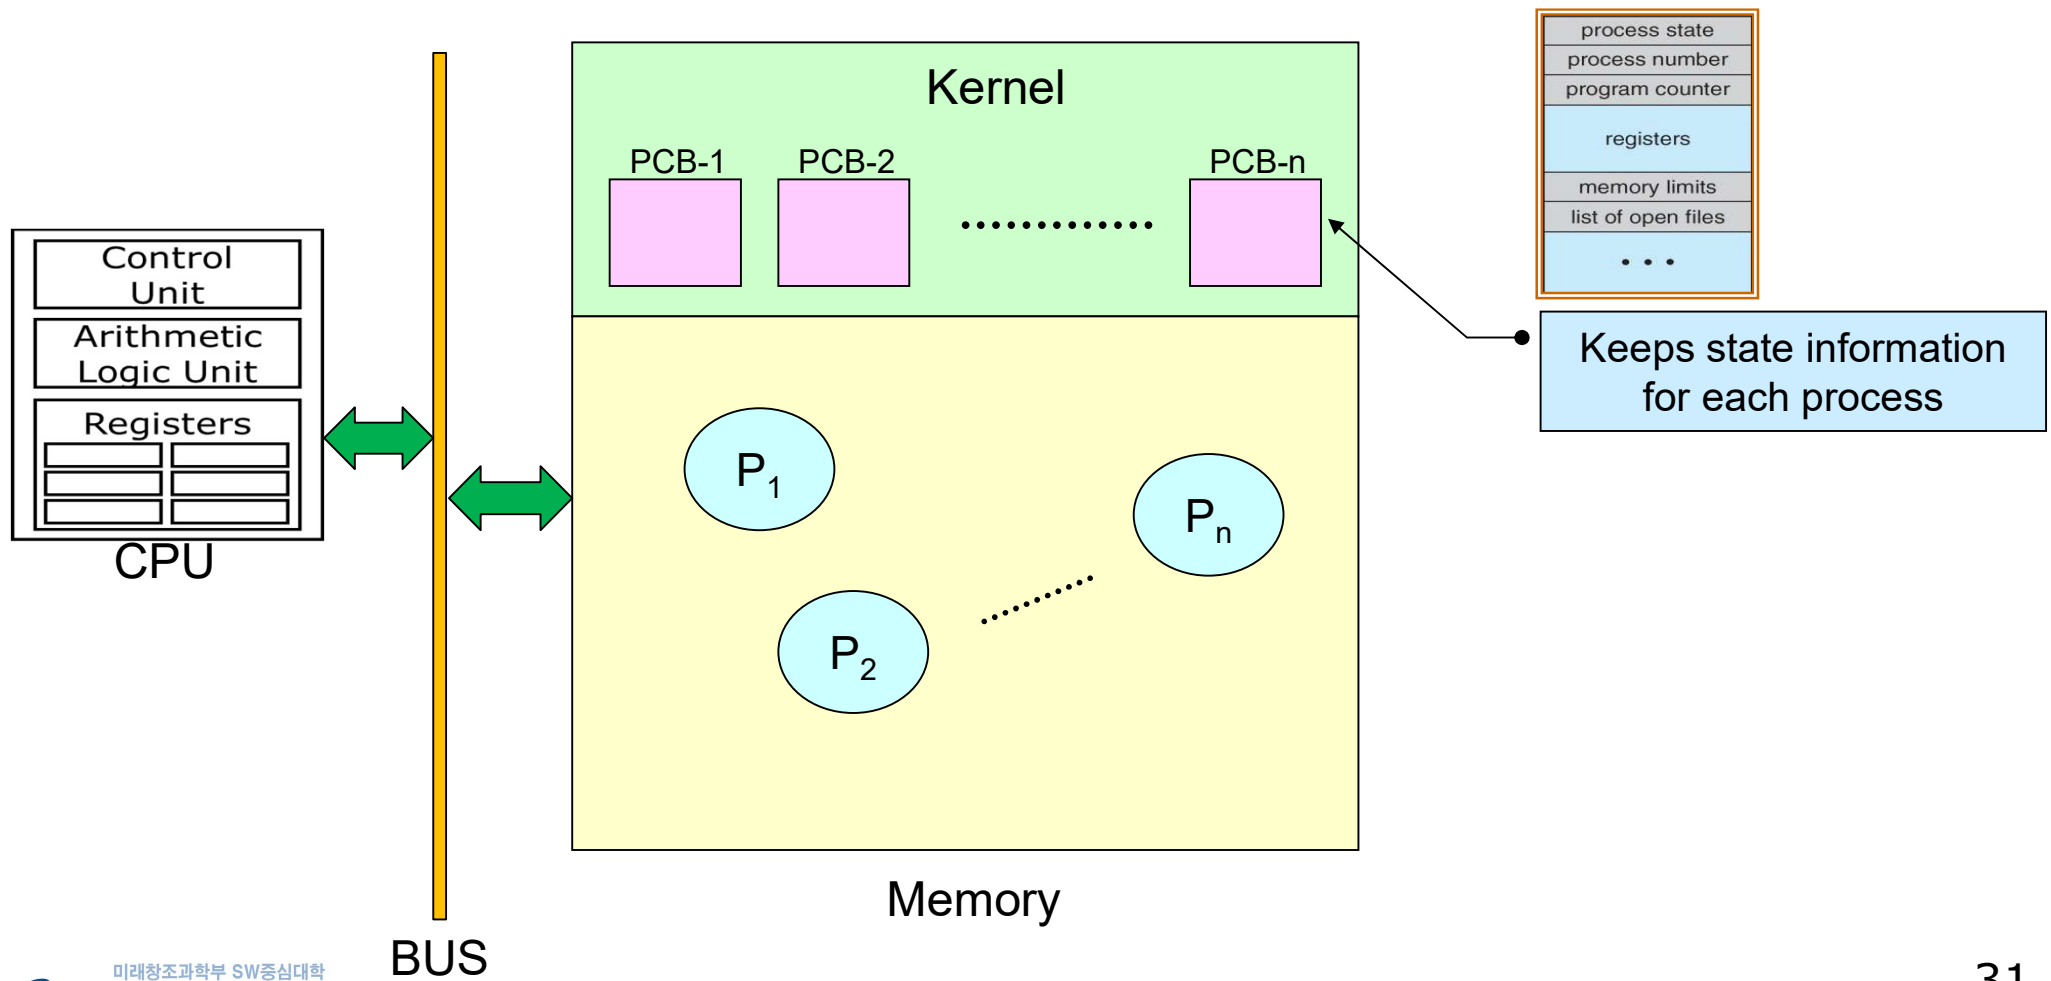 Kernel
PCB-1
PCB-2
PCB-n
process state
process number
program counter
registers
memory limits
list of open files
• • •
Keeps state information
for each process
Control
Unit
Arithmetic
Logic Unit
Registers
CPU
P1
P2
Pn
Memory
BUS
미래창조과학부 SW중심대학
31